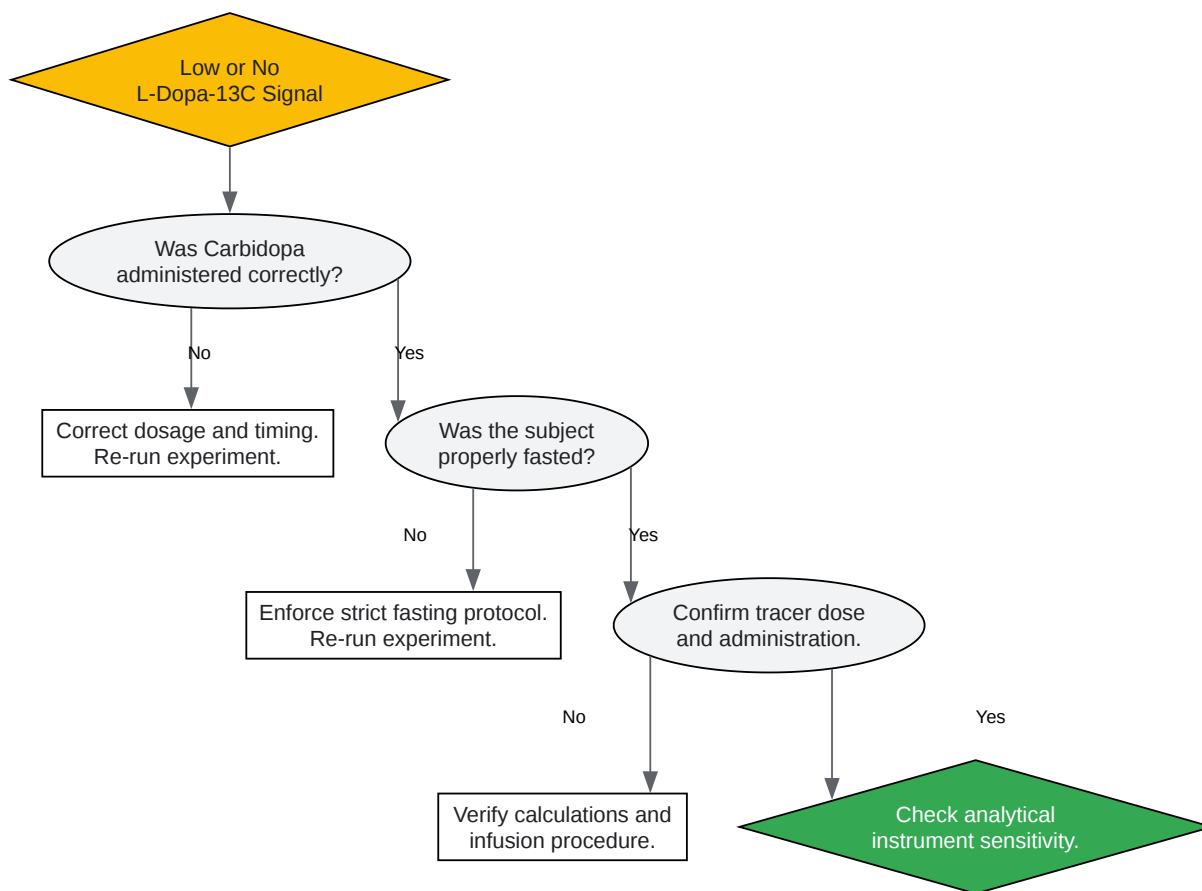 Low or No
L-Dopa-13C Signal
Was Carbidopa
administered correctly?
No
Yes
Correct dosage and timing.
Re-run experiment.
Was the subject
properly fasted?
No
Yes
Enforce strict fasting protocol.
Re-run experiment.
Confirm tracer dose
and administration.
No
Yes
Verify calculations and
infusion procedure.
Check analytical
instrument sensitivity.